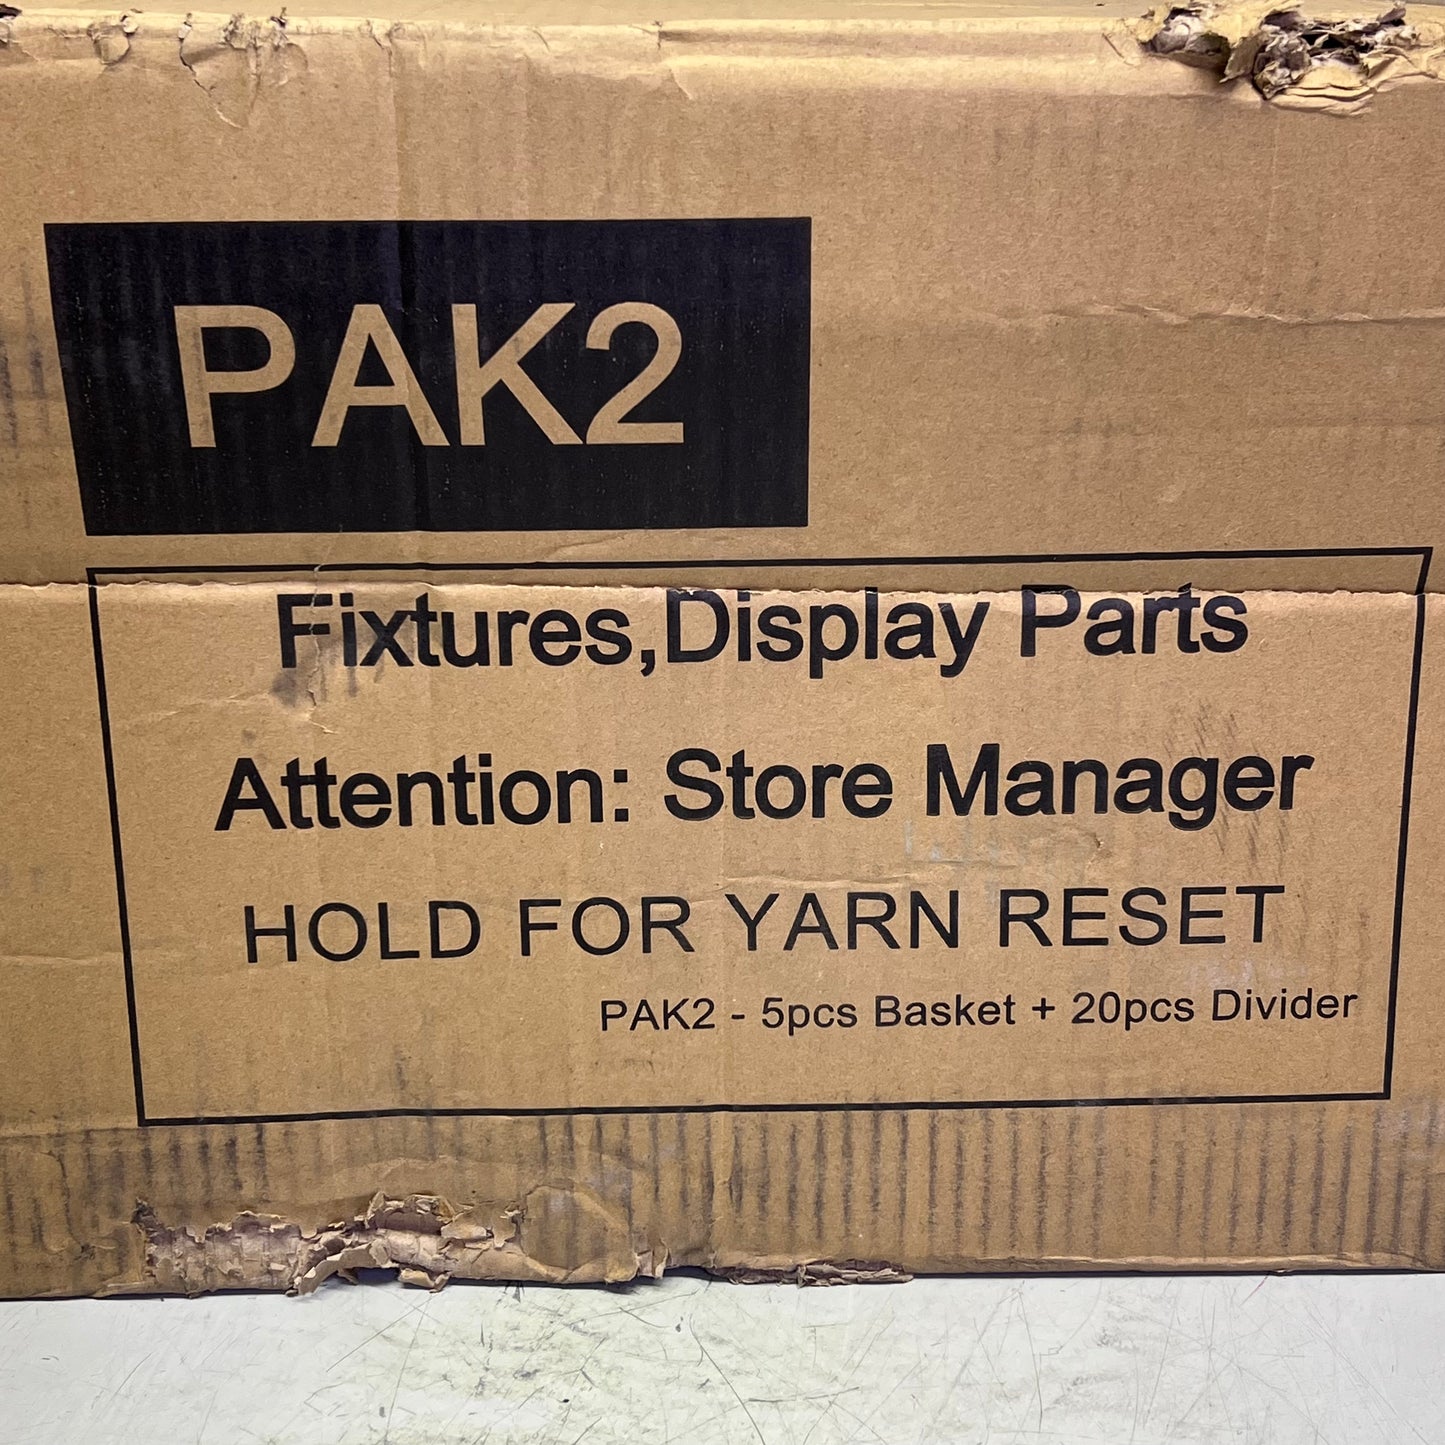 PAK2
Fixtures,Display Parts
Attention: Store Manager
HOLD FOR YARN RESET
PAK2 - 5pcs Basket + 20pcs Divider